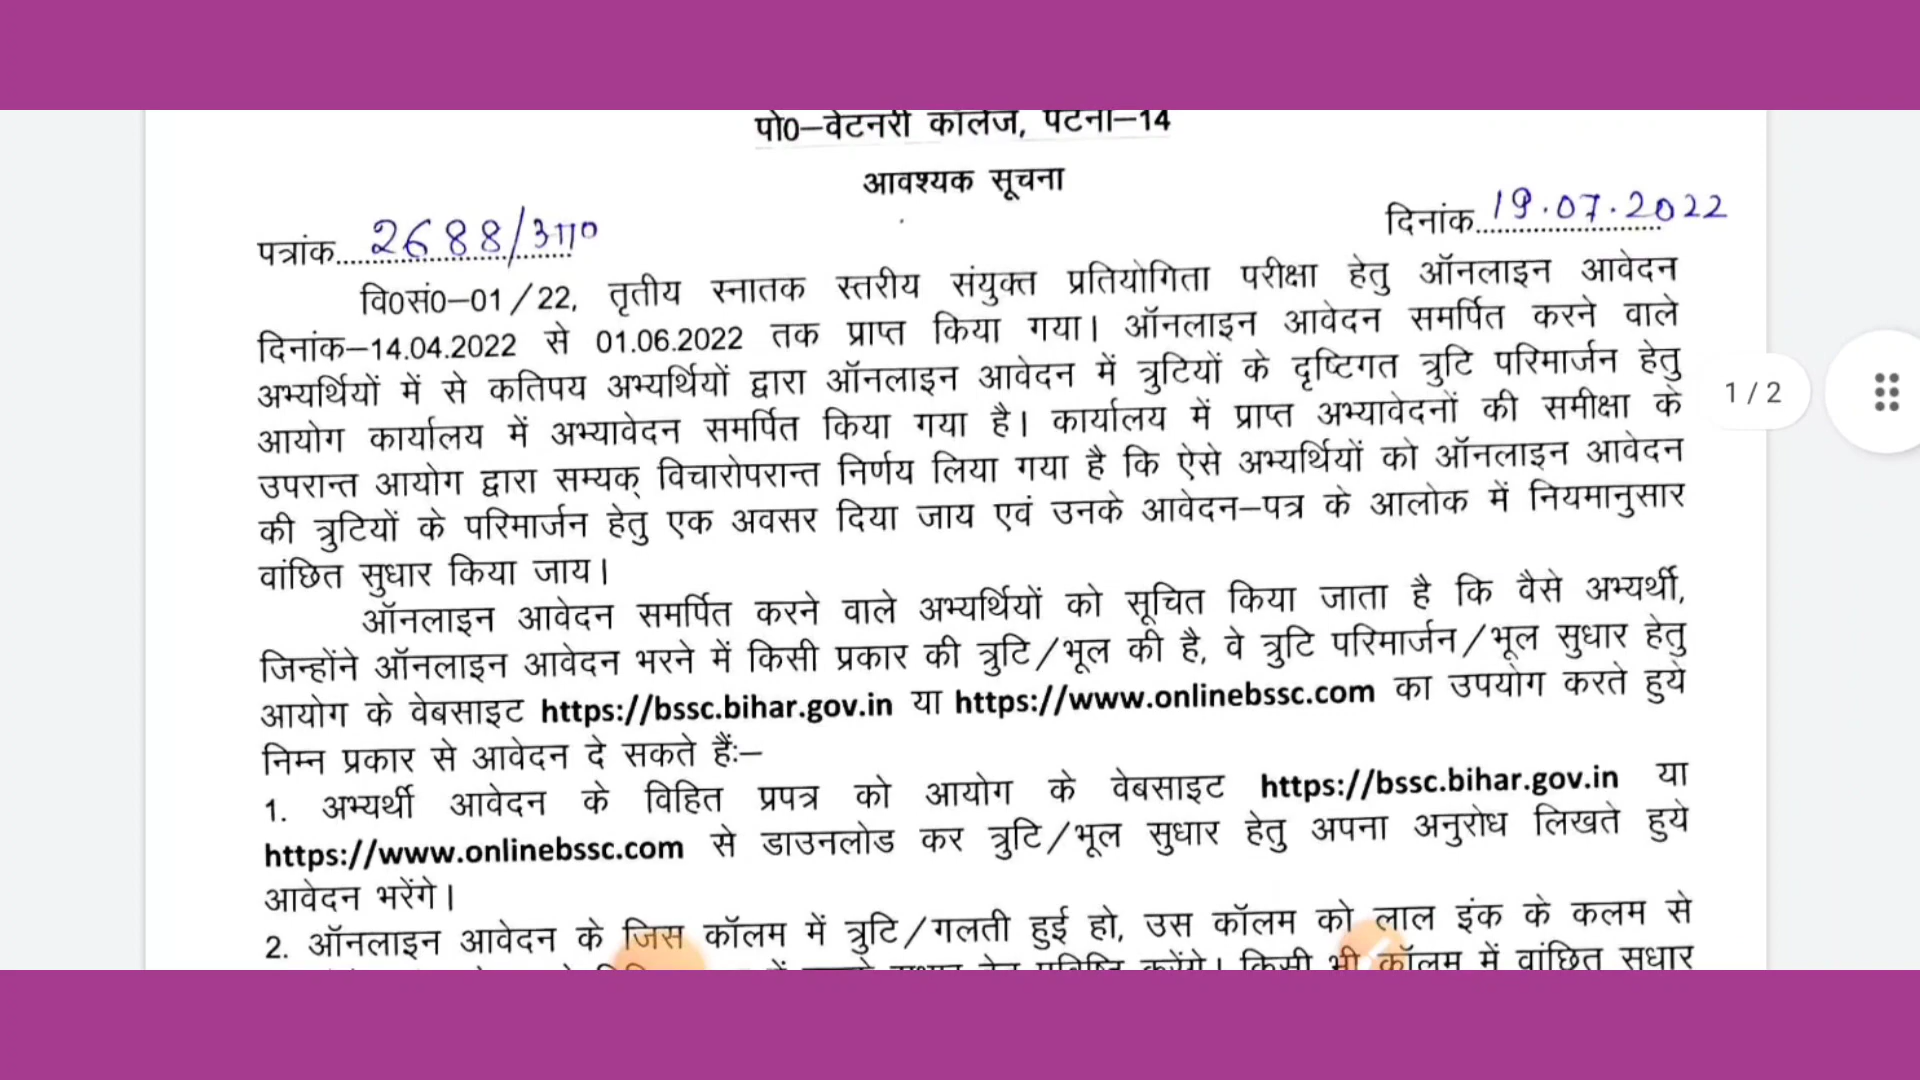 पो0–वेटनरी कॉलेज, पटना–14
आवश्यक सूचना
पत्रांक....2688/आ0
दिनांक..19.07.2022
वि0सं0–01/22, तृतीय स्नातक स्तरीय संयुक्त प्रतियोगिता परीक्षा हेतु ऑनलाइन आवेदन
दिनांक–14.04.2022 से 01.06.2022 तक प्राप्त किया गया। ऑनलाइन आवेदन समर्पित करने वाले
अभ्यर्थियों में से कतिपय अभ्यर्थियों द्वारा ऑनलाइन आवेदन में त्रुटियों के दृष्टिगत त्रुटि परिमार्जन हेतु
आयोग कार्यालय में अभ्यावेदन समर्पित किया गया है। कार्यालय में प्राप्त अभ्यावेदनों की समीक्षा के
उपरान्त आयोग द्वारा सम्यक् विचारोपरान्त निर्णय लिया गया है कि ऐसे अभ्यर्थियों को ऑनलाइन आवेदन
की त्रुटियों के परिमार्जन हेतु एक अवसर दिया जाय एवं उनके आवेदन–पत्र के आलोक में नियमानुसार
वांछित सुधार किया जाय।
ऑनलाइन आवेदन समर्पित करने वाले अभ्यर्थियों को सूचित किया जाता है कि वैसे अभ्यर्थी,
जिन्होंने ऑनलाइन आवेदन भरने में किसी प्रकार की त्रुटि/भूल की है, वे त्रुटि परिमार्जन/भूल सुधार हेतु
आयोग के वेबसाइट https://bssc.bihar.gov.in या https://www.onlinebssc.com का उपयोग करते हुये
निम्न प्रकार से आवेदन दे सकते हैं:–
1. अभ्यर्थी आवेदन के विहित प्रपत्र को आयोग के वेबसाइट https://bssc.bihar.gov.in या
https://www.onlinebssc.com से डाउनलोड कर त्रुटि/भूल सुधार हेतु अपना अनुरोध लिखते हुये
आवेदन भरेंगे।
2. ऑनलाइन आवेदन के जिस कॉलम में त्रुटि/गलती हुई हो, उस कॉलम को लाल इंक के कलम से
सुधार हेतु प्रविष्टि करेंगे। किसी भी कॉलम में वांछित सुधार
1 / 2